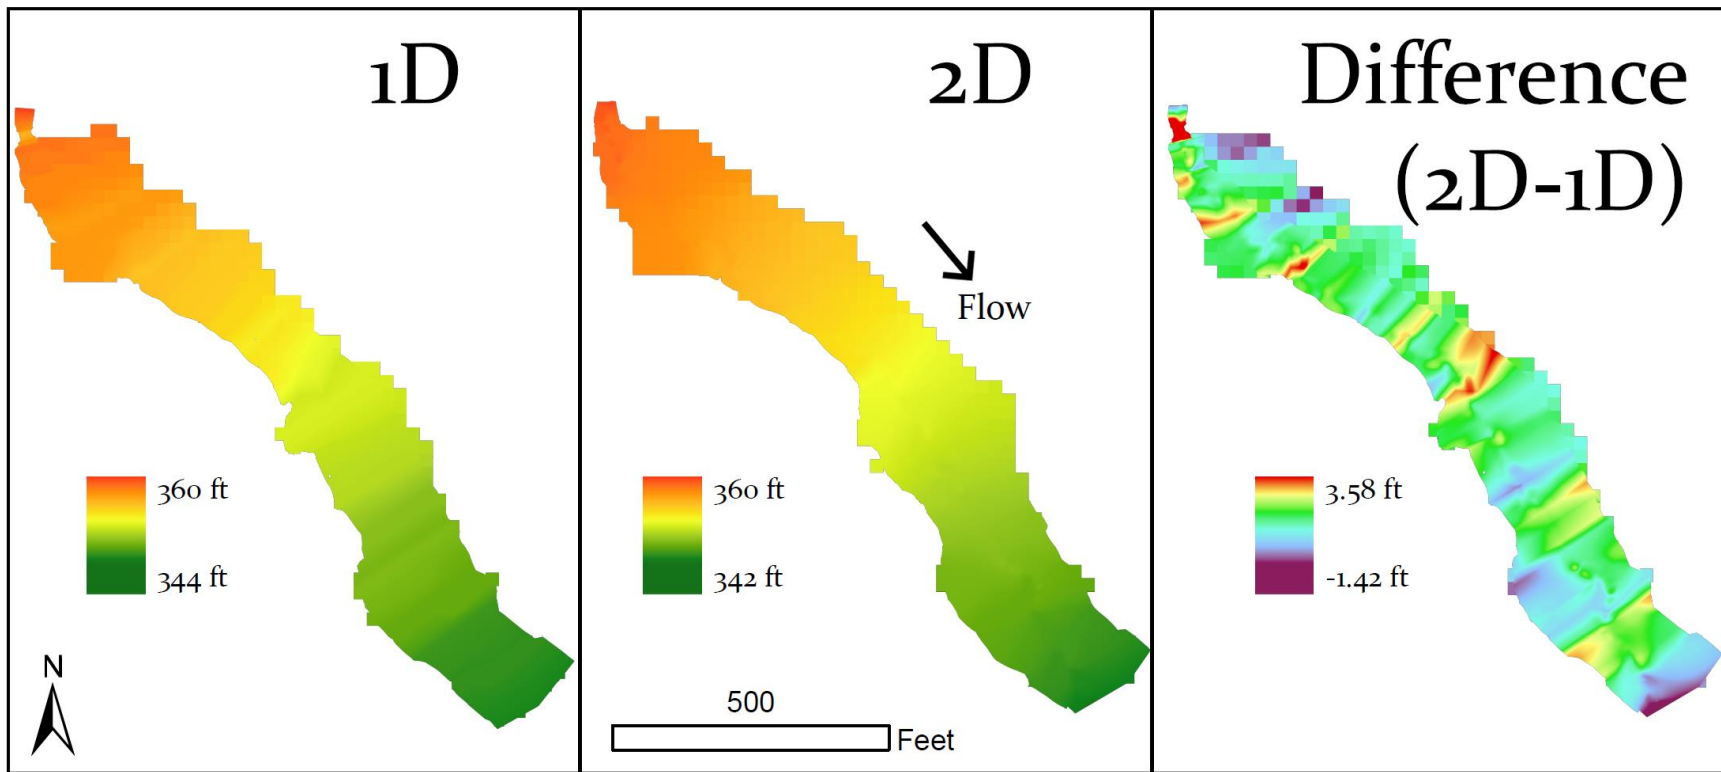 1D
360 ft
344 ft
N
2D
Flow
360 ft
342 ft
500
Feet
Difference
(2D-1D)
3.58 ft
-1.42 ft